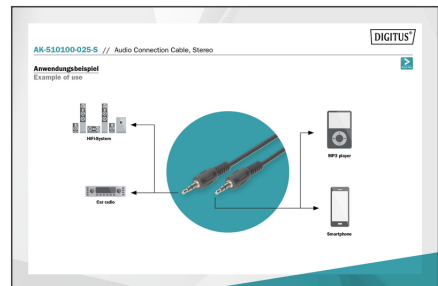 DIGITUS®
AK-510100-025-S // Audio Connection Cable, Stereo
Anwendungsbeispiel
Example of use
HiFi-System
MP3 player
Car radio
Smartphone